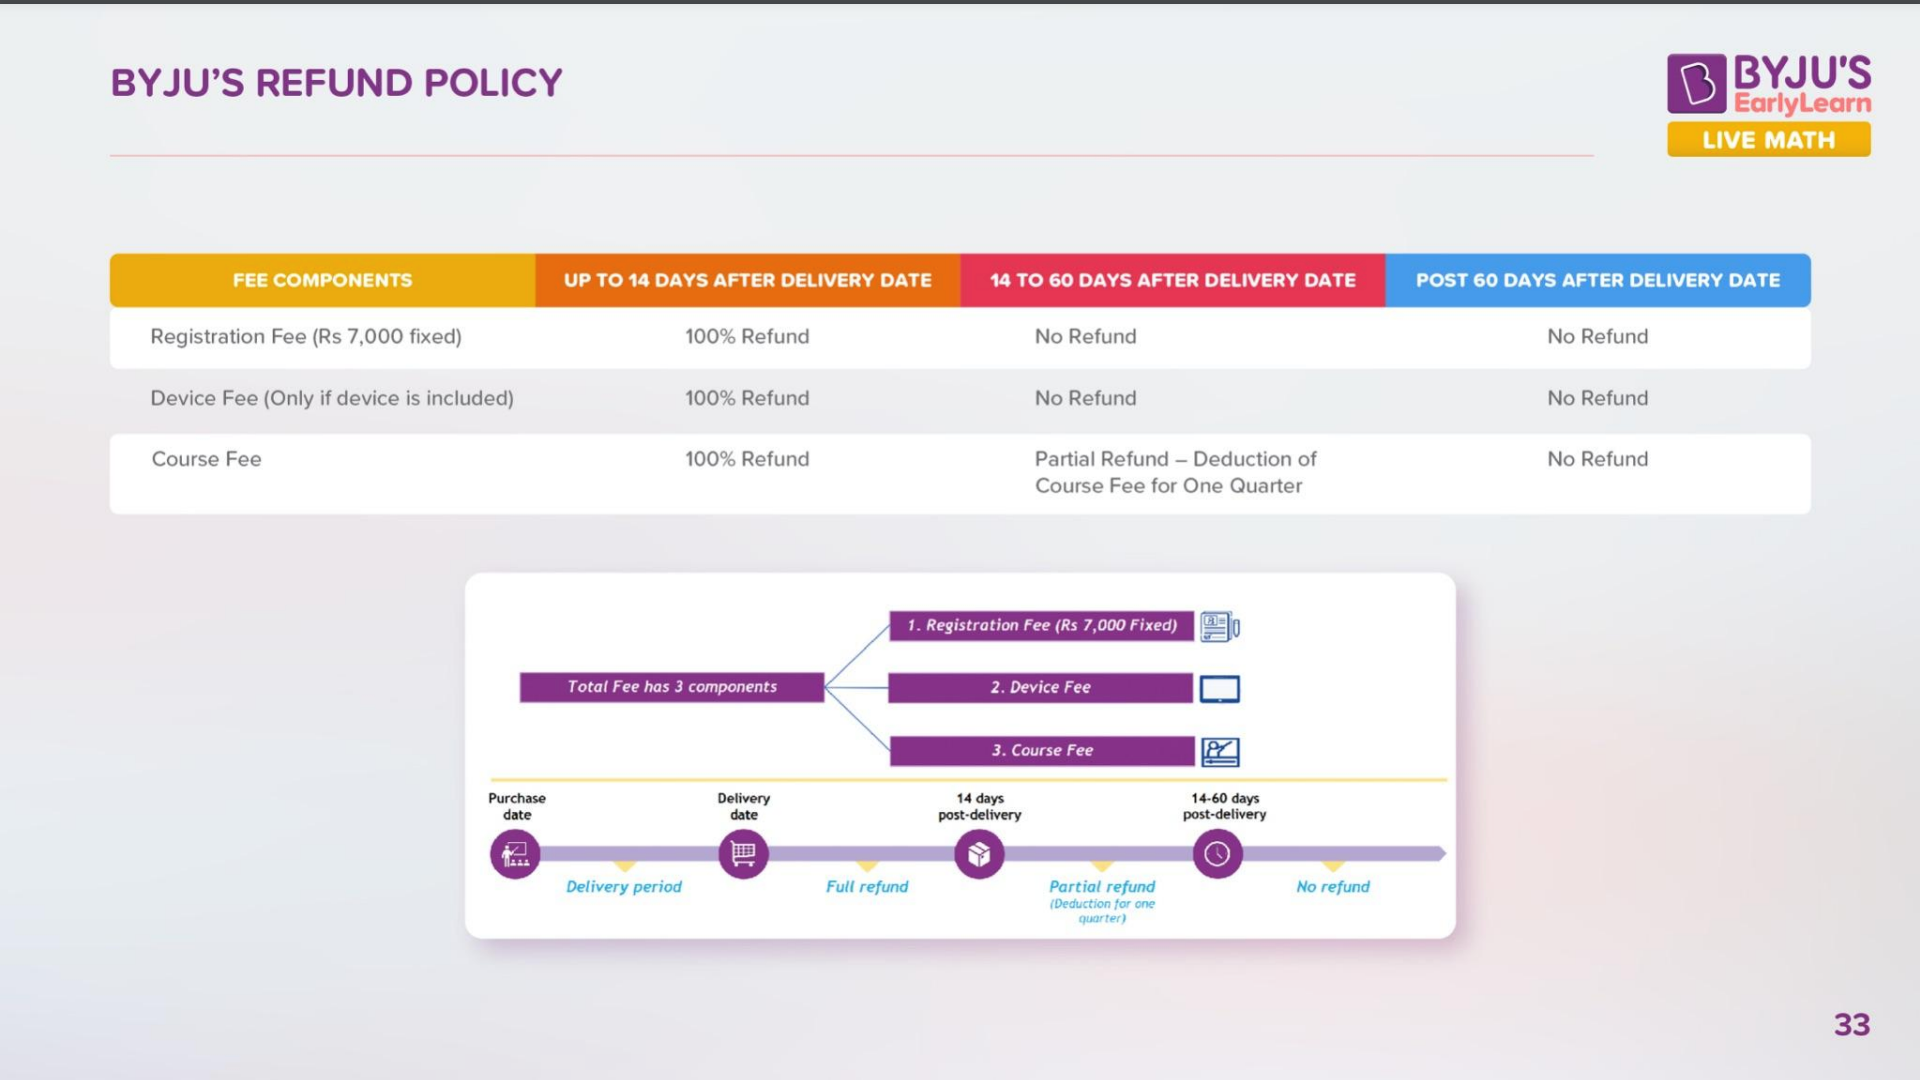 BYJU'S REFUND POLICY
BYJU'S
EarlyLearn
LIVE MATH
FEE COMPONENTS UP TO 14 DAYS AFTER DELIVERY DATE 14 TO 60 DAYS AFTER DELIVERY DATE POST 60 DAYS AFTER DELIVERY DATE
Registration Fee (Rs 7,000 fixed) 100% Refund No Refund No Refund
Device Fee (Only if device is included) 100% Refund No Refund No Refund
Course Fee 100% Refund Partial Refund – Deduction of No Refund
Course Fee for One Quarter
1. Registration Fee (Rs 7,000 Fixed)
Total Fee has 3 components 2. Device Fee
3. Course Fee
Purchase Delivery 14 days 14-60 days
date date post-delivery post-delivery
Delivery period Full refund Partial refund No refund
(Deduction for one
quarter)
33